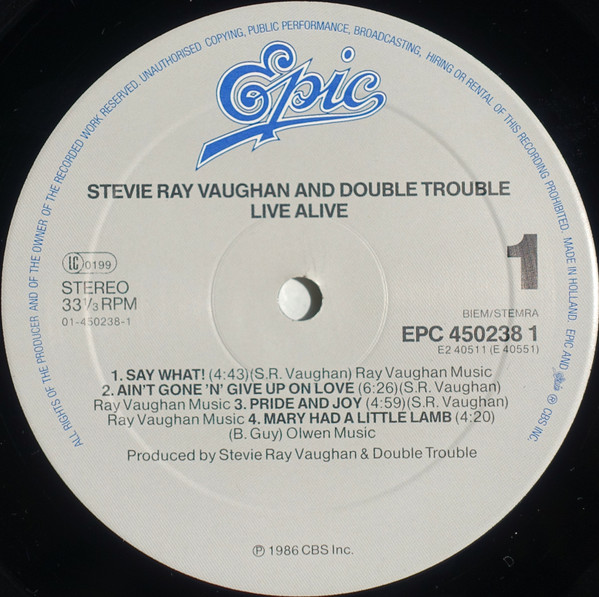 ALL RIGHTS OF THE PRODUCER AND OF THE OWNER OF THE RECORDED WORK RESERVED. UNAUTHORISED COPYING, PUBLIC PERFORMANCE, BROADCASTING, HIRING OR RENTAL OF THIS RECORDING PROHIBITED. MADE IN HOLLAND. EPIC AND Epic ℗ CBS INC.
Epic
STEVIE RAY VAUGHAN AND DOUBLE TROUBLE
LIVE ALIVE
LC 0199
STEREO
33⅓ RPM
01-450238-1
1
BIEM/STEMRA
EPC 450238 1
E2 40511 (E 40551)
1. SAY WHAT! (4:43)(S.R. Vaughan) Ray Vaughan Music
2. AIN'T GONE 'N' GIVE UP ON LOVE (6:26)(S.R. Vaughan)
Ray Vaughan Music 3. PRIDE AND JOY (4:59)(S.R. Vaughan)
Ray Vaughan Music 4. MARY HAD A LITTLE LAMB (4:20)
(B. Guy) Olwen Music
Produced by Stevie Ray Vaughan & Double Trouble
℗ 1986 CBS Inc.